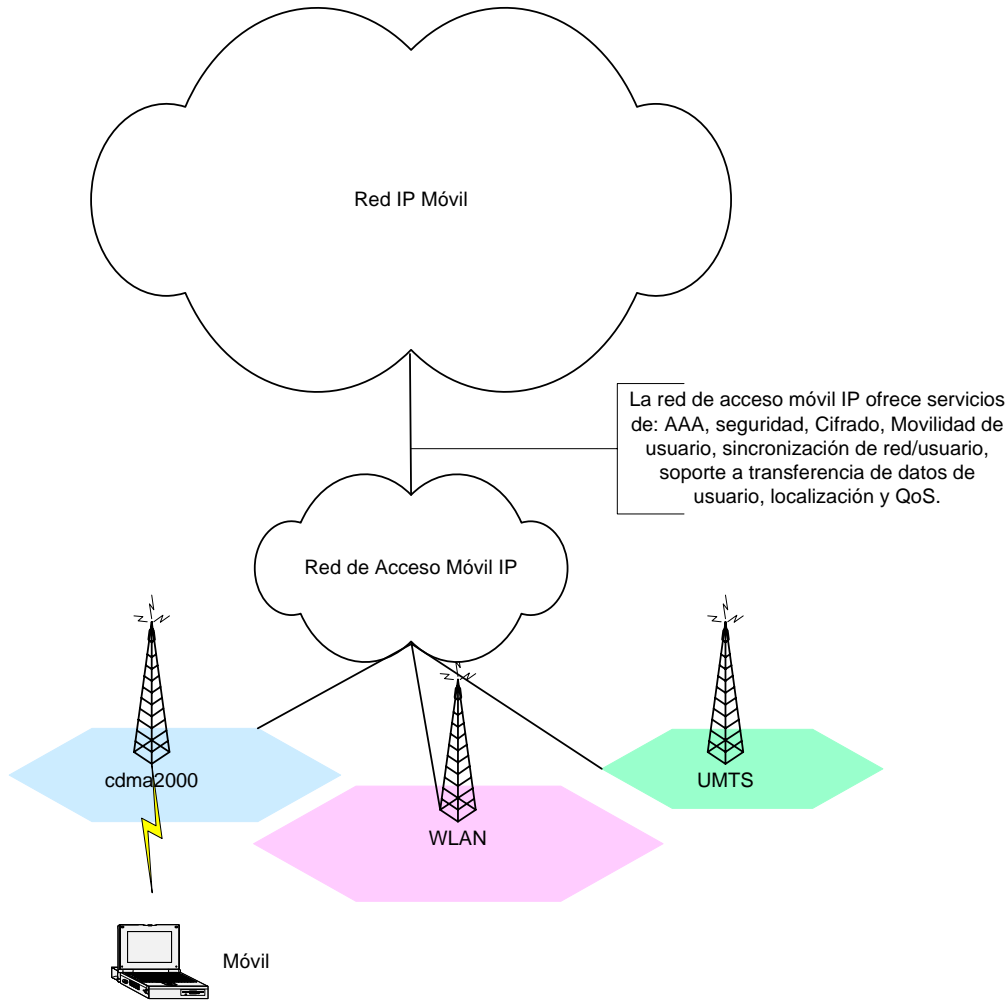 Red IP Móvil
La red de acceso móvil IP ofrece servicios
de: AAA, seguridad, Cifrado, Movilidad de
usuario, sincronización de red/usuario,
soporte a transferencia de datos de
usuario, localización y QoS.
Red de Acceso Móvil IP
cdma2000
UMTS
WLAN
Móvil